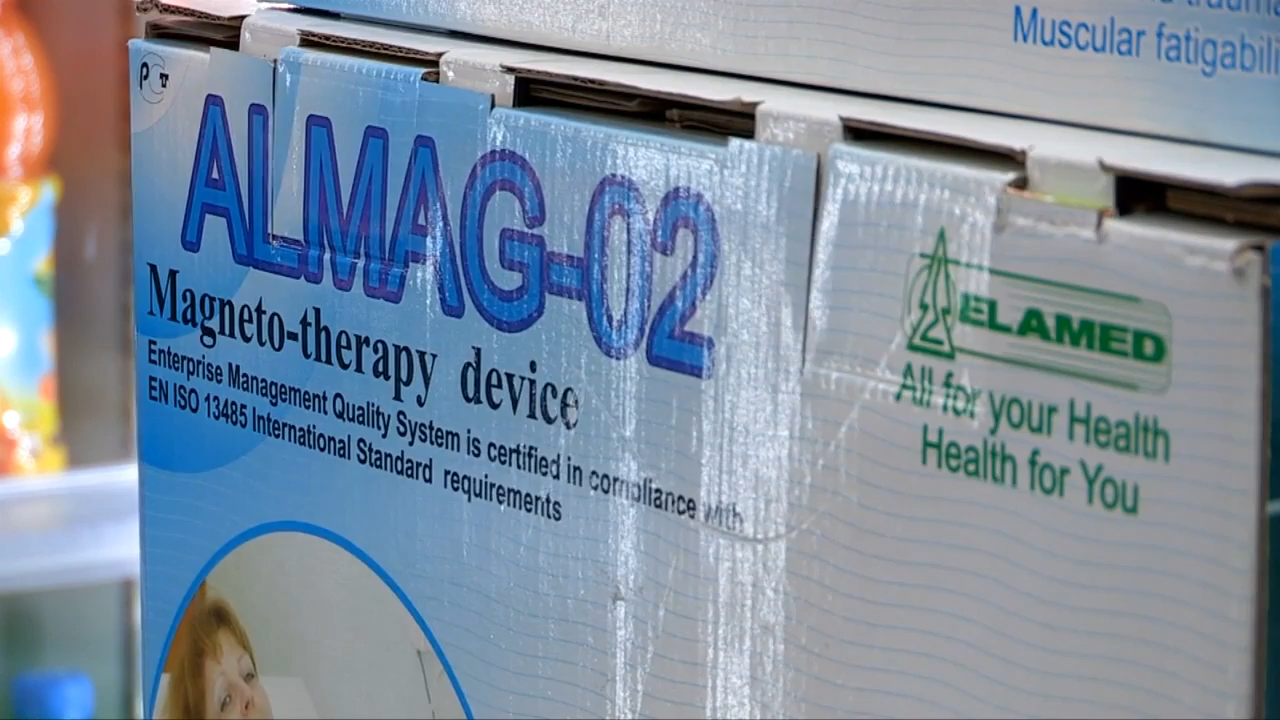 Muscular
PCT
ALMAG-02
Magneto-therapy device
Enterprise Management Quality System is certified in compliance with
EN ISO 13485 International Standard requirements
ELAMED
All for your Health
Health for You